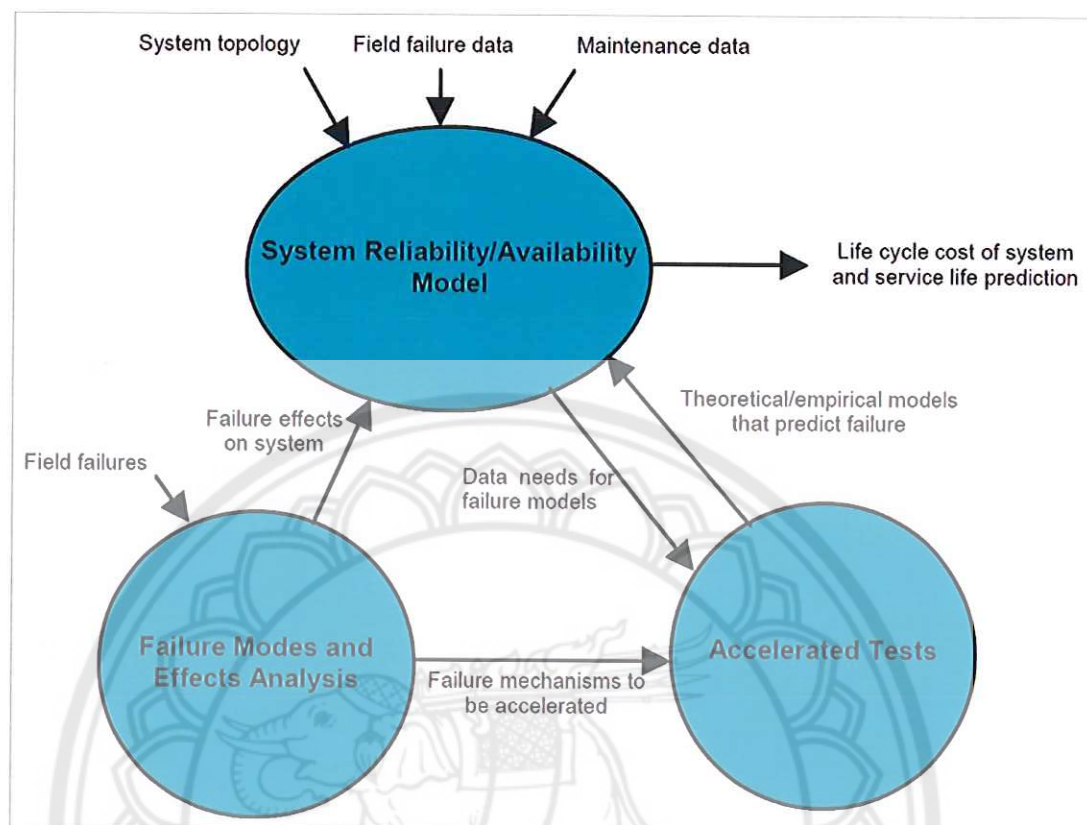 System topology
Field failure data
Maintenance data
System Reliability/Availability
Model
Life cycle cost of system
and service life prediction
Failure effects
on system
Theoretical/empirical models
that predict failure
Field failures
Data needs for
failure models
Failure Modes and
Effects Analysis
Accelerated Tests
Failure mechanisms to
be accelerated